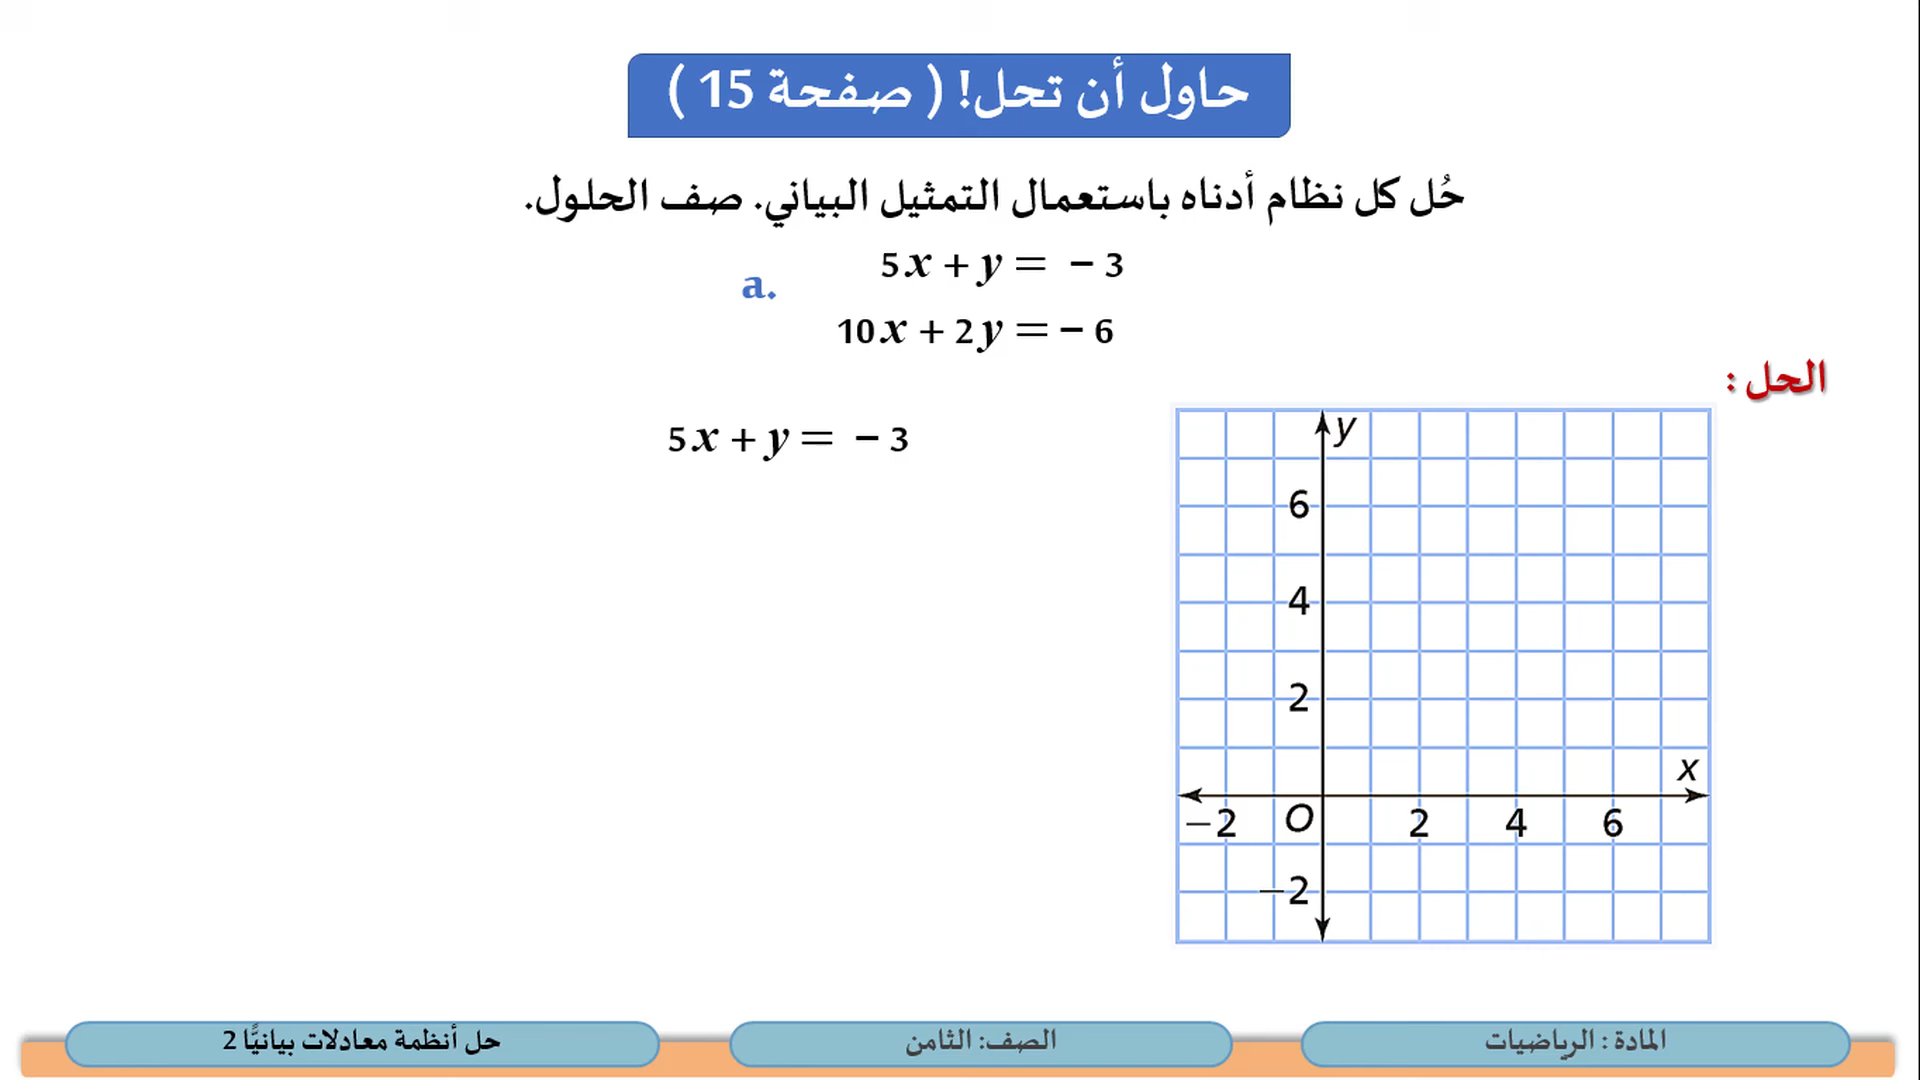 حاول أن تحل! ( صفحة 15 )
حُل كل نظام أدناه باستعمال التمثيل البياني. صف الحلول.
a.
5x + y = − 3
10x + 2y = − 6
الحل :
5x + y = − 3
y
6
4
2
x
−2 O 2 4 6
−2
المادة : الرياضيات
الصف: الثامن
حل أنظمة معادلات بيانيًّا 2